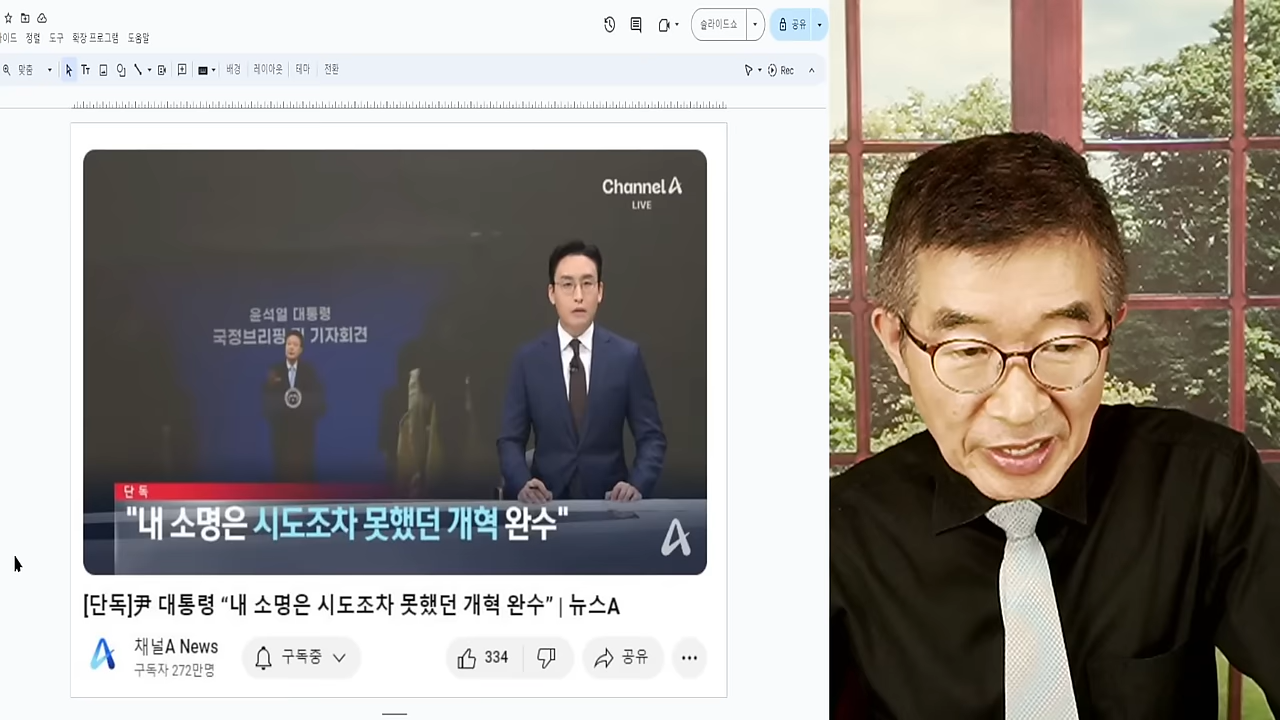 이드 정렬 도구 확장 프로그램 도움말
슬라이드쇼
공유
맞춤
배경 레이아웃 테마 전환
Rec
Channel A
LIVE
윤석열 대통령
국정브리핑 및 기자회견
단독
"내 소명은 시도조차 못했던 개혁 완수"
[단독]尹 대통령 “내 소명은 시도조차 못했던 개혁 완수” | 뉴스A
채널A News
구독자 272만명
구독중
334
공유